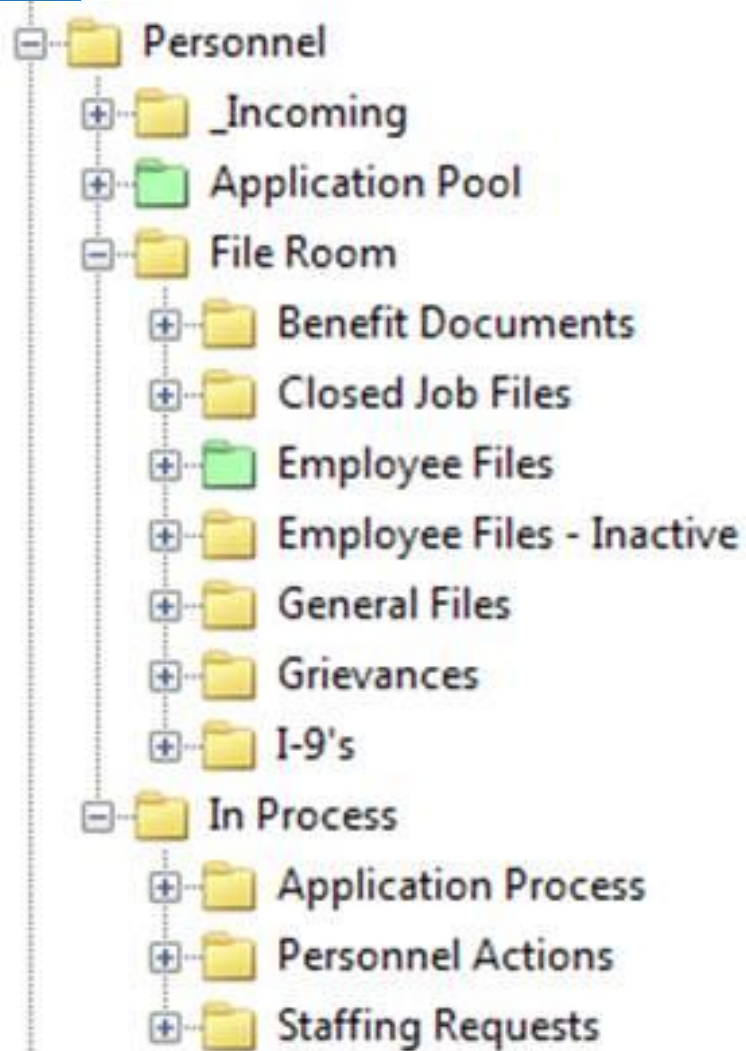 Personnel
_Incoming
Application Pool
File Room
Benefit Documents
Closed Job Files
Employee Files
Employee Files - Inactive
General Files
Grievances
I-9's
In Process
Application Process
Personnel Actions
Staffing Requests